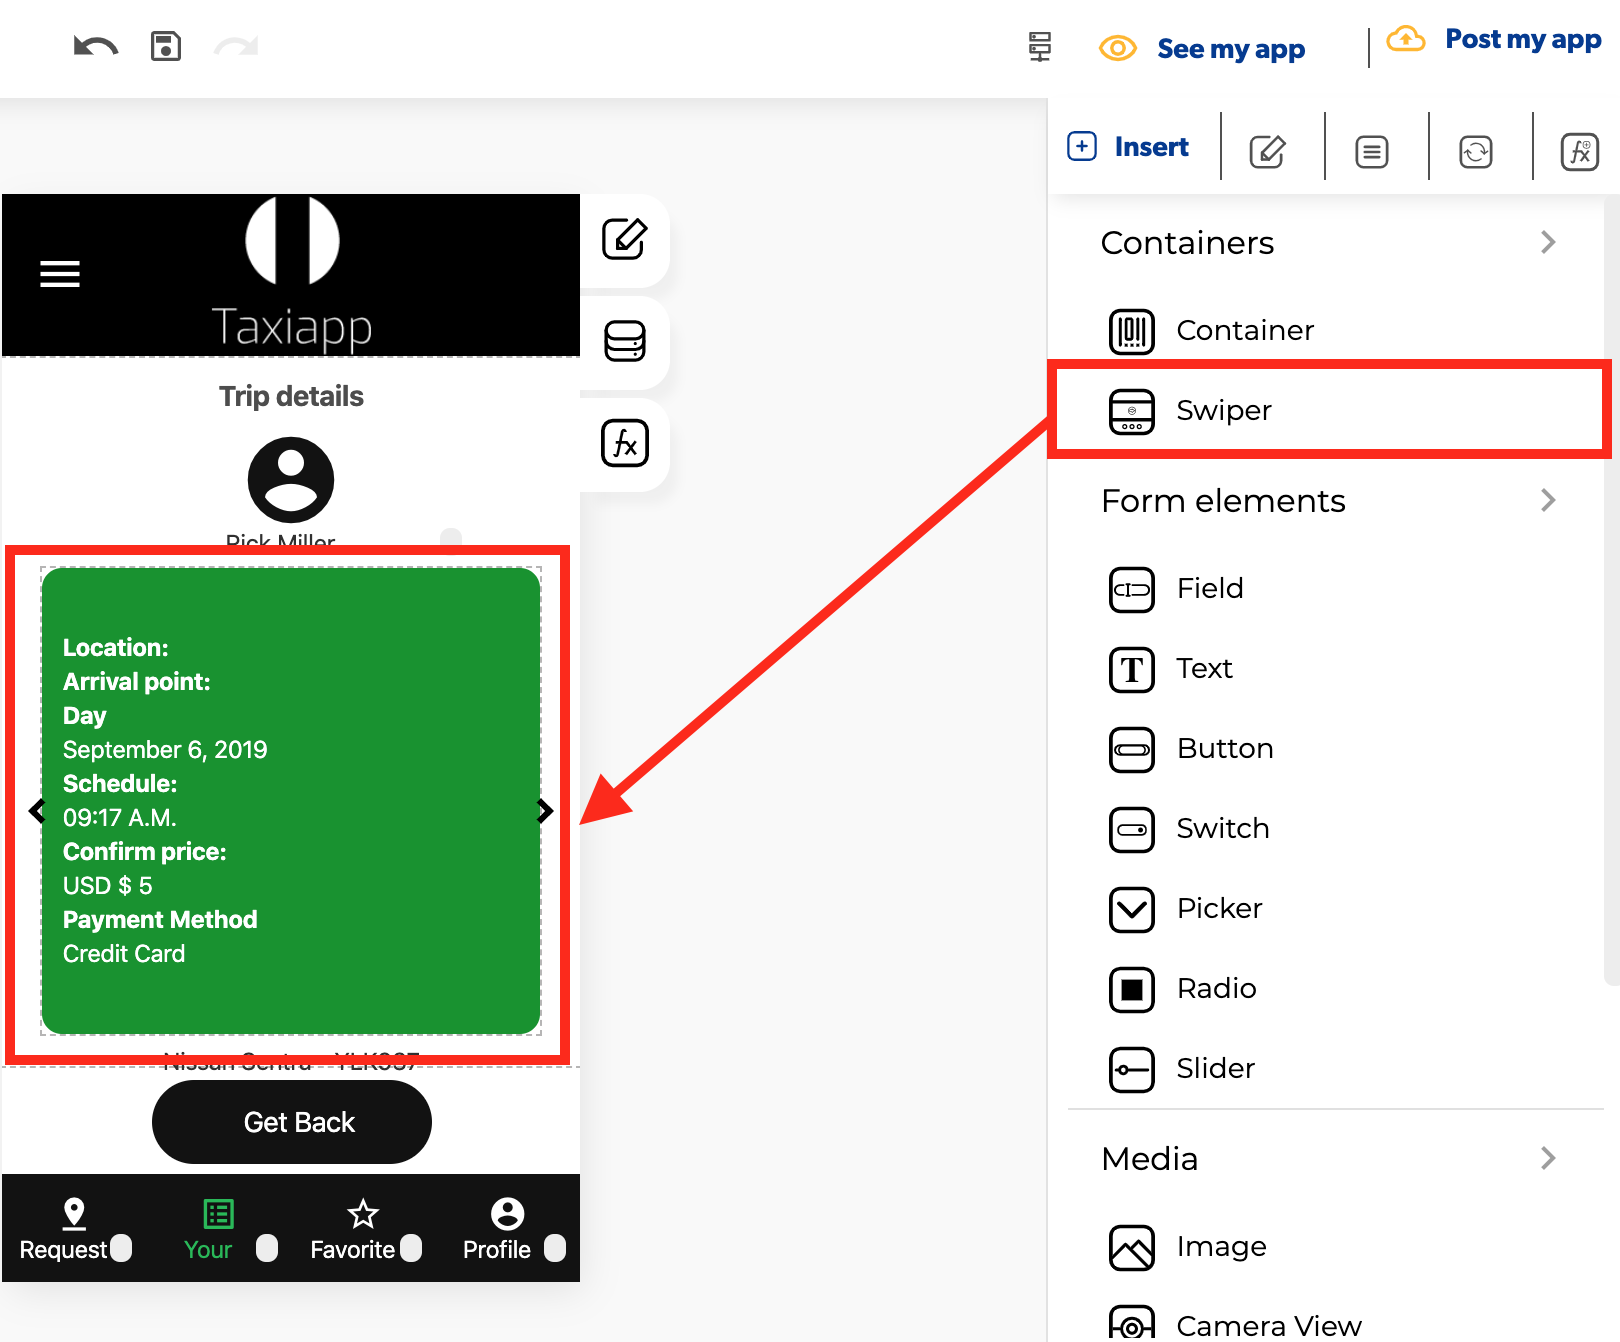 See my app
Post my app
Insert
Taxiapp
Trip details
Rick Miller
Location:
Arrival point:
Day
September 6, 2019
Schedule:
09:17 A.M.
Confirm price:
USD $ 5
Payment Method
Credit Card
Nissan Sentra
Get Back
Request
Your
Favorite
Profile
Containers
Container
Swiper
Form elements
Field
T
Text
Button
Switch
Picker
Radio
Slider
Media
Image
Camera View